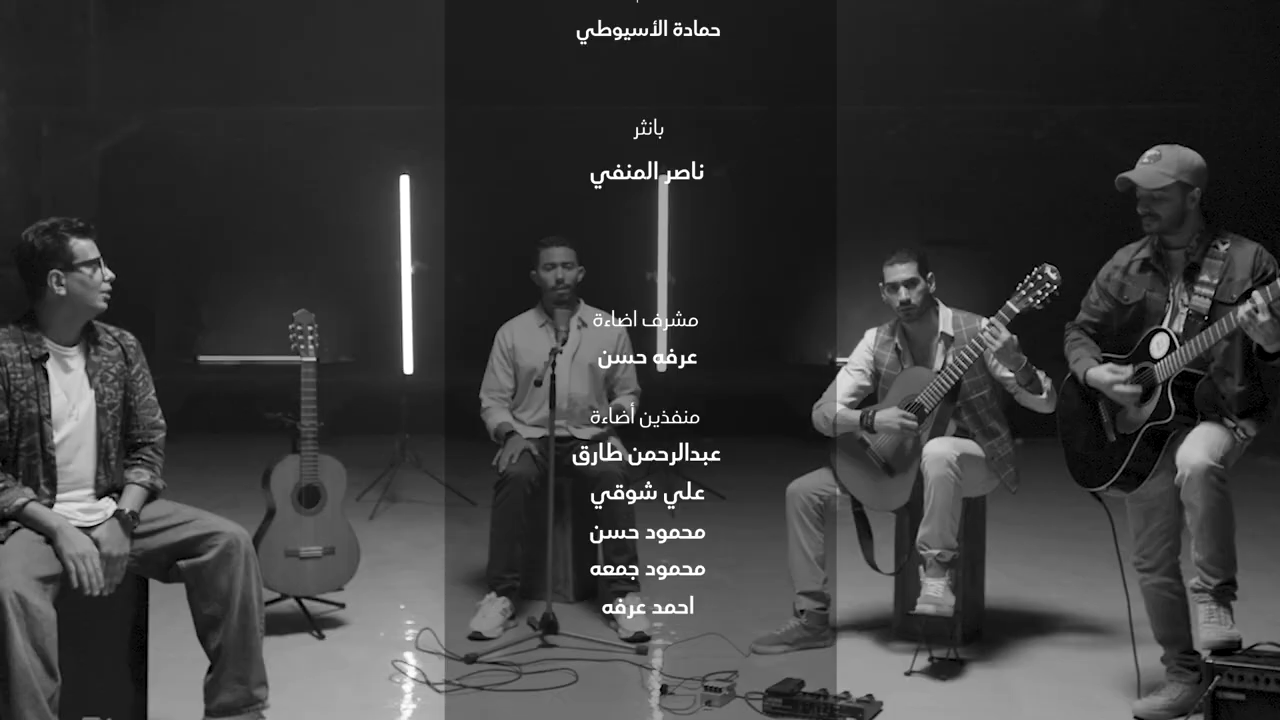 حمادة الأسيوطي
بانثر
ناصر المنفي
مشرف اضاءة
عرفه حسن
منفذين أضاءة
عبدالرحمن طارق
علي شوقي
محمود حسن
محمود جمعه
احمد عرفه